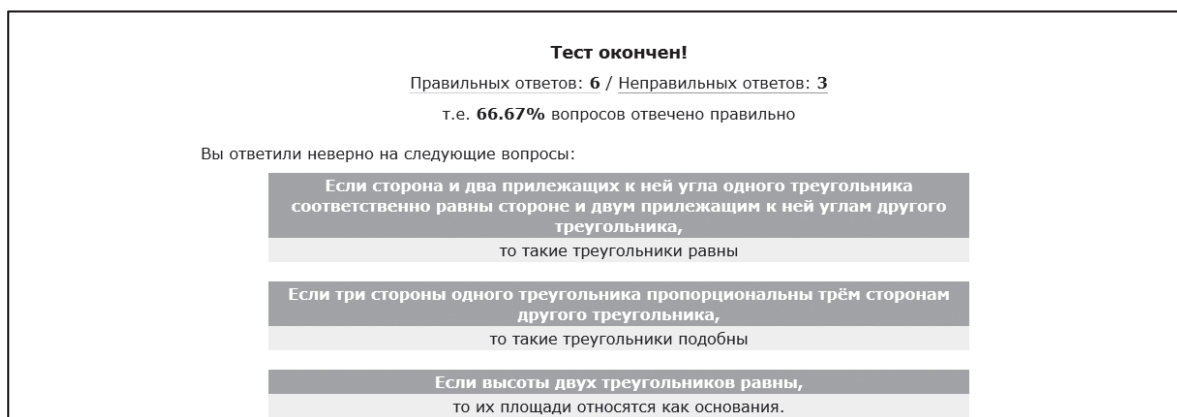 Тест окончен!
Правильных ответов: 6 / Неправильных ответов: 3
т.е. 66.67% вопросов отвечено правильно
Вы ответили неверно на следующие вопросы:
Если сторона и два прилежащих к ней угла одного треугольника
соответственно равны стороне и двум прилежащим к ней углам другого
треугольника,
то такие треугольники равны
Если три стороны одного треугольника пропорциональны трём сторонам
другого треугольника,
то такие треугольники подобны
Если высоты двух треугольников равны,
то их площади относятся как основания.